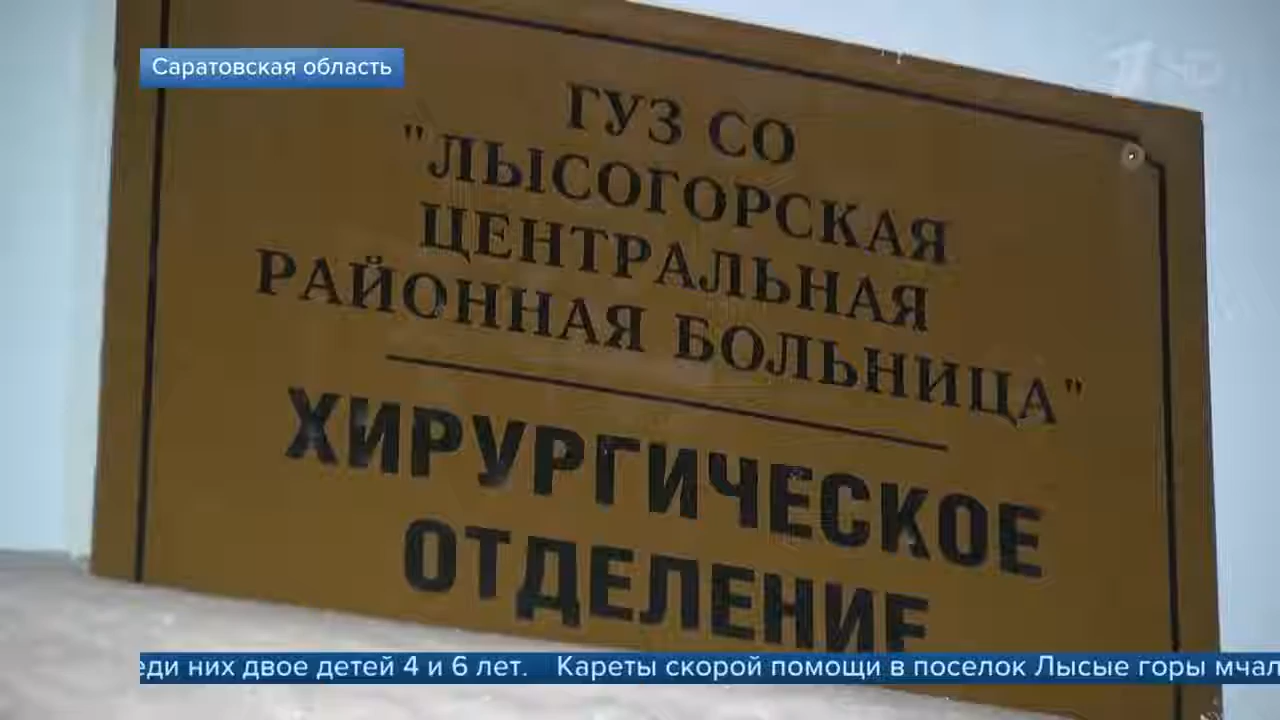 Саратовская область
ГУЗ СО
"ЛЫСОГОРСКАЯ
ЦЕНТРАЛЬНАЯ
РАЙОННАЯ БОЛЬНИЦА"
ХИРУРГИЧЕСКОЕ
ОТДЕЛЕНИЕ
еди них двое детей 4 и 6 лет. Кареты скорой помощи в поселок Лысые горы мчал